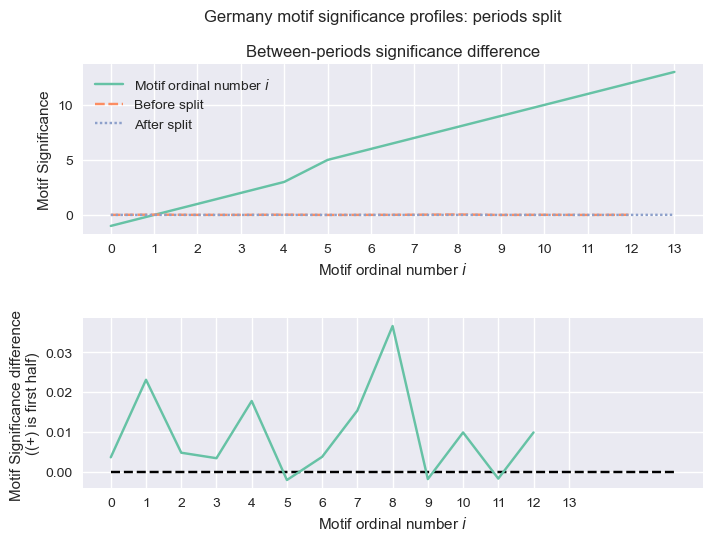 Germany motif significance profiles: periods split
Between-periods significance difference
Motif Significance
10
5
0
Motif ordinal number i
Before split
After split
0 1 2 3 4 5 6 7 8 9 10 11 12 13
Motif ordinal number i
Motif Significance difference
((+) is first half)
0.03
0.02
0.01
0.00
0 1 2 3 4 5 6 7 8 9 10 11 12 13
Motif ordinal number i